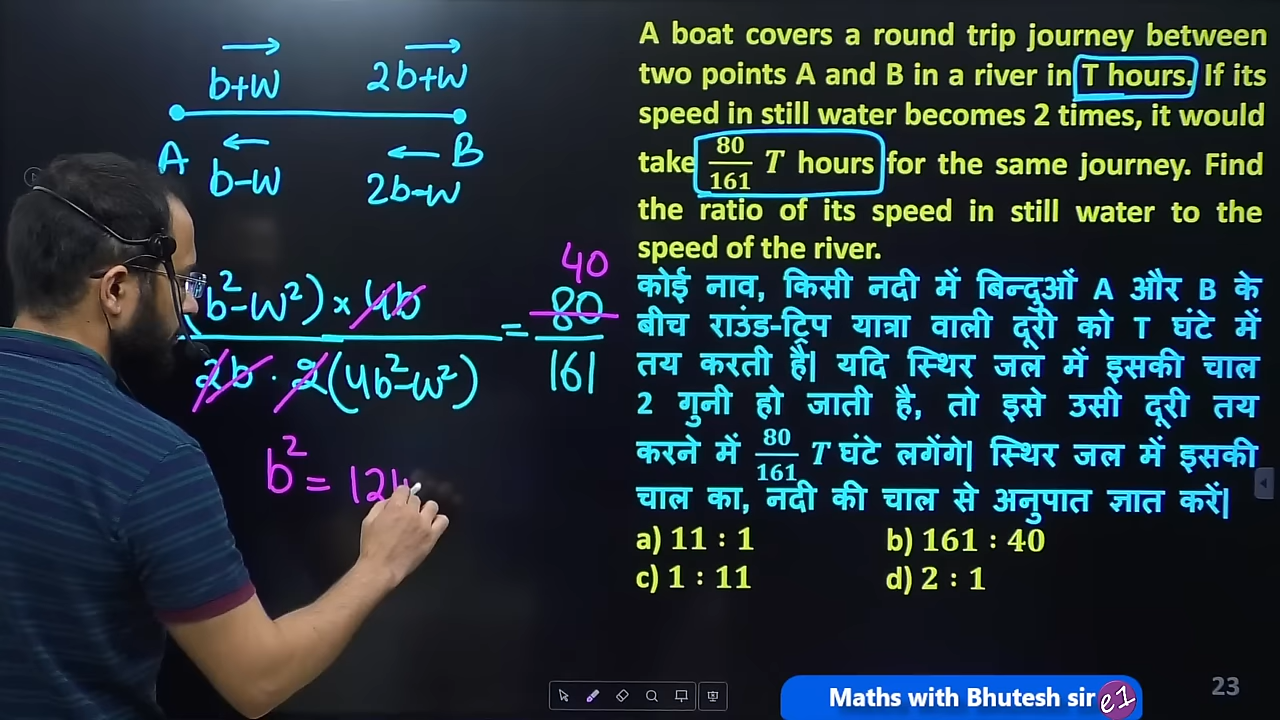 b+w 2b+w
A B
b-w 2b-w
b²-w²) × 4b = 80 40
2b · 2(4b²-w²) 161
b² = 121
A boat covers a round trip journey between
two points A and B in a river in T hours. If its
speed in still water becomes 2 times, it would
take 80/161 T hours for the same journey. Find
the ratio of its speed in still water to the
speed of the river.
कोई नाव, किसी नदी में बिन्दुओं A और B के
बीच राउंड-ट्रिप यात्रा वाली दूरी को T घंटे में
तय करती है| यदि स्थिर जल में इसकी चाल
2 गुनी हो जाती है, तो इसे उसी दूरी तय
करने में 80/161 T घंटे लगेंगे| स्थिर जल में इसकी
चाल का, नदी की चाल से अनुपात ज्ञात करें|
a) 11 : 1 b) 161 : 40
c) 1 : 11 d) 2 : 1
Maths with Bhutesh sir e1
23